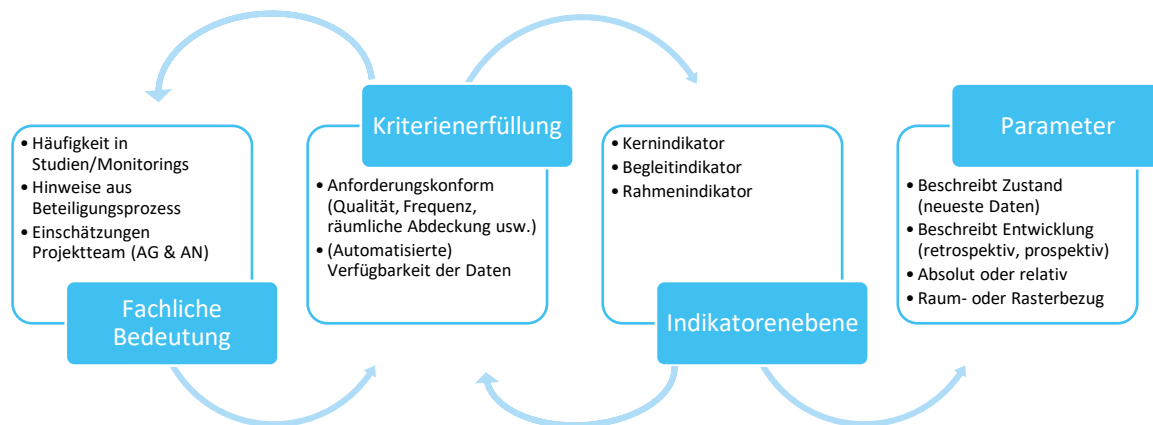 • Häufigkeit in
Studien/Monitorings
• Hinweise aus
Beteiligungsprozess
• Einschätzungen
Projektteam (AG & AN)
Fachliche
Bedeutung
Kriterienerfüllung
• Anforderungskonform
(Qualität, Frequenz,
räumliche Abdeckung usw.)
• (Automatisierte)
Verfügbarkeit der Daten
• Kernindikator
• Begleitindikator
• Rahmenindikator
Indikatorenebene
Parameter
• Beschreibt Zustand
(neueste Daten)
• Beschreibt Entwicklung
(retrospektiv, prospektiv)
• Absolut oder relativ
• Raum- oder Rasterbezug